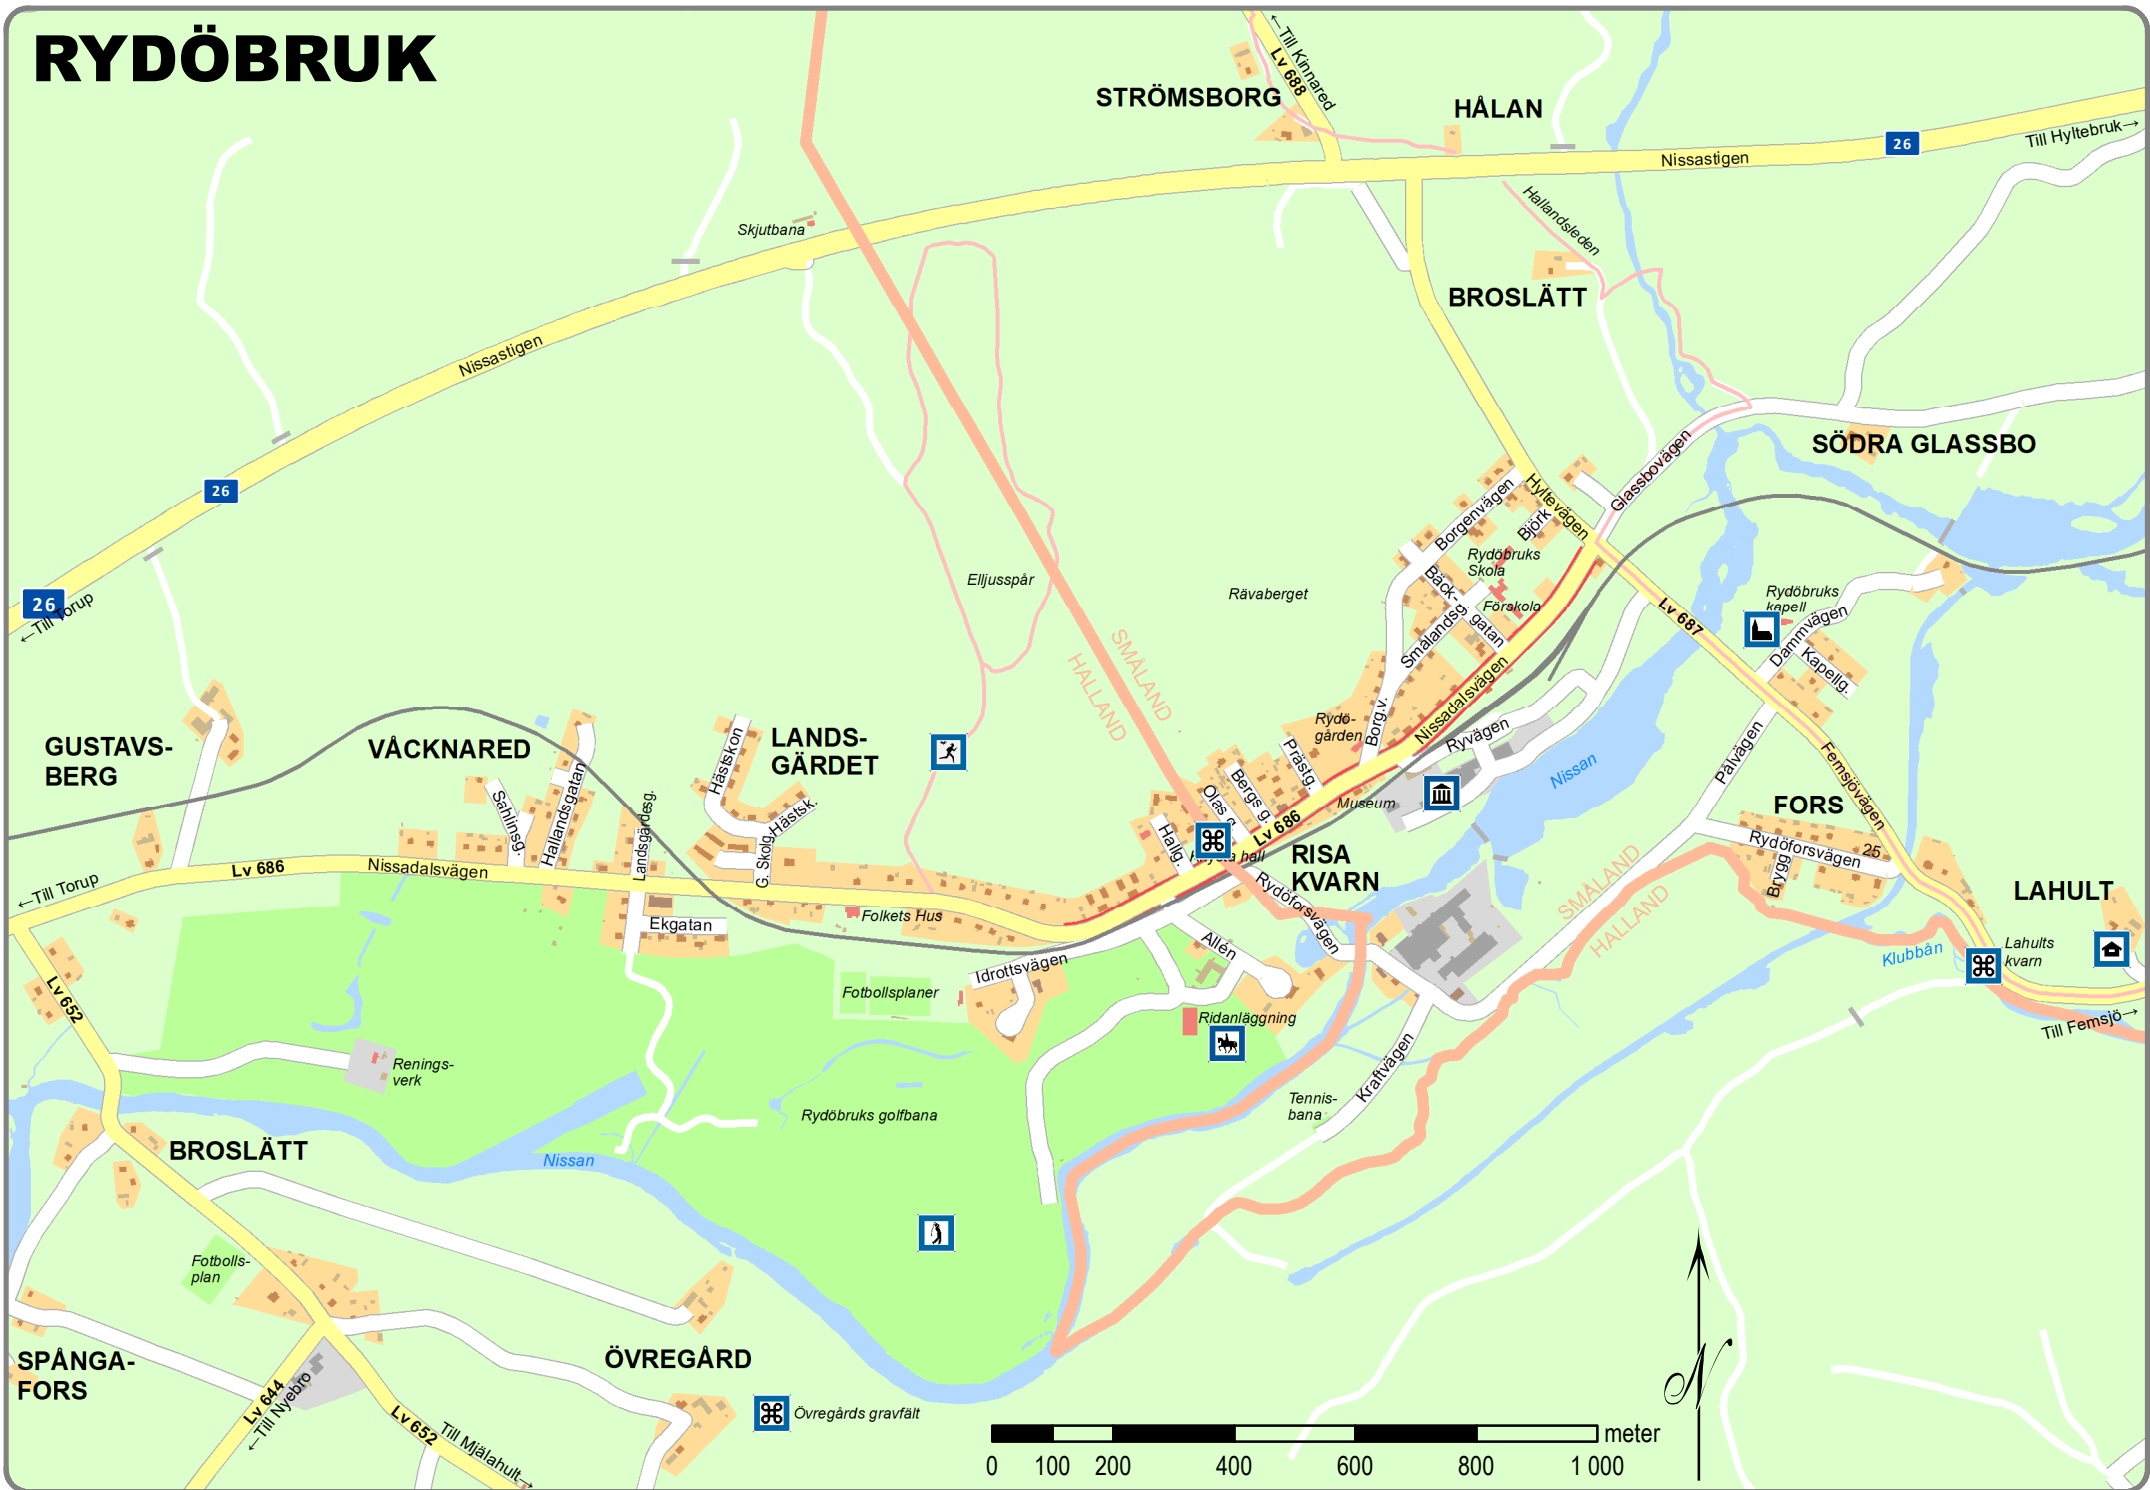 RYDÖBRUK
←Till Kinnared
Lv 688
STRÖMSBORG
HÅLAN
26
Till Hyltebruk→
Nissastigen
Skjutbana
Hallandsleden
BROSLÄTT
Nissastigen
26
26
←Till Torup
SÖDRA GLASSBO
Glassbovägen
Hyltevägen
Borgenvägen
Björk
Rydöbruks
Skola
Bäck-
gatan
Förskola
Smålandsg.
Elljusspår
Rävaberget
Lv 687
Rydöbruks
kapell
Dammvägen
Kapellg.
SMÅLAND
HALLAND
Nissadalsvägen
Borg.v.
Rydö-
gården
Prästg.
Ryvägen
Pålvägen
Femsjövägen
Nissan
GUSTAVS-
BERG
VÅCKNARED
LANDS-
GÄRDET
Hästskon
Hästsk.
G. Skolg.
Landsgärdesg.
Hallandsgatan
Sahlinsg.
Olas g.
Bergs g.
Hallg.
Museum
Lv 686
RISA
KVARN
FORS
Rydöforsvägen
25
Brygg
Rydöforsvägen
SMÅLAND
HALLAND
LAHULT
Lahults
kvarn
Klubbån
Till Femsjö→
←Till Torup
Lv 686
Nissadalsvägen
Folkets Hus
Ekgatan
Idrottsvägen
Allén
Fotbollsplaner
Ridanläggning
Lv 652
Renings-
verk
Rydöbruks golfbana
Tennis-
bana
Kraftvägen
BROSLÄTT
Nissan
Fotbolls-
plan
SPÅNGA-
FORS
ÖVREGÅRD
Övregårds gravfält
Lv 644
←Till Nyebro
Lv 652
Till Mjälahult→
N
meter
0 100 200 400 600 800 1 000